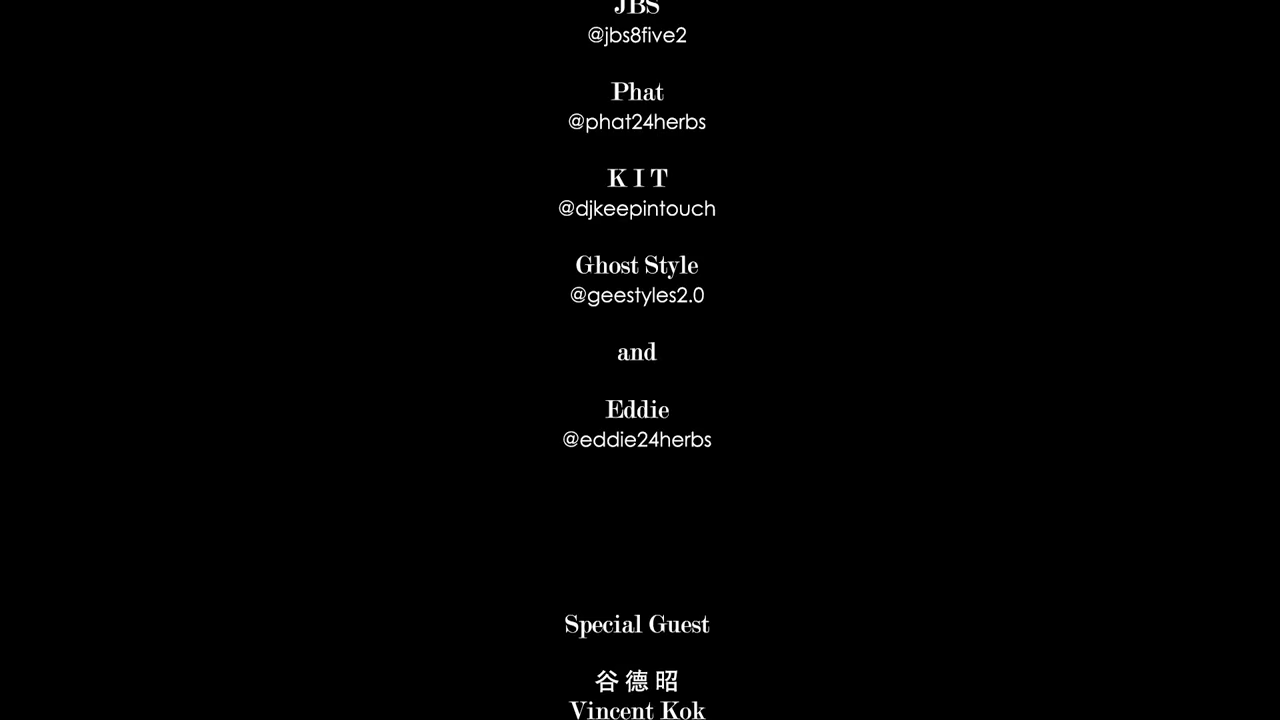 JBS
@jbs8five2
Phat
@phat24herbs
K I T
@djkeepintouch
Ghost Style
@geestyles2.0
and
Eddie
@eddie24herbs
Special Guest
谷德昭
Vincent Kok